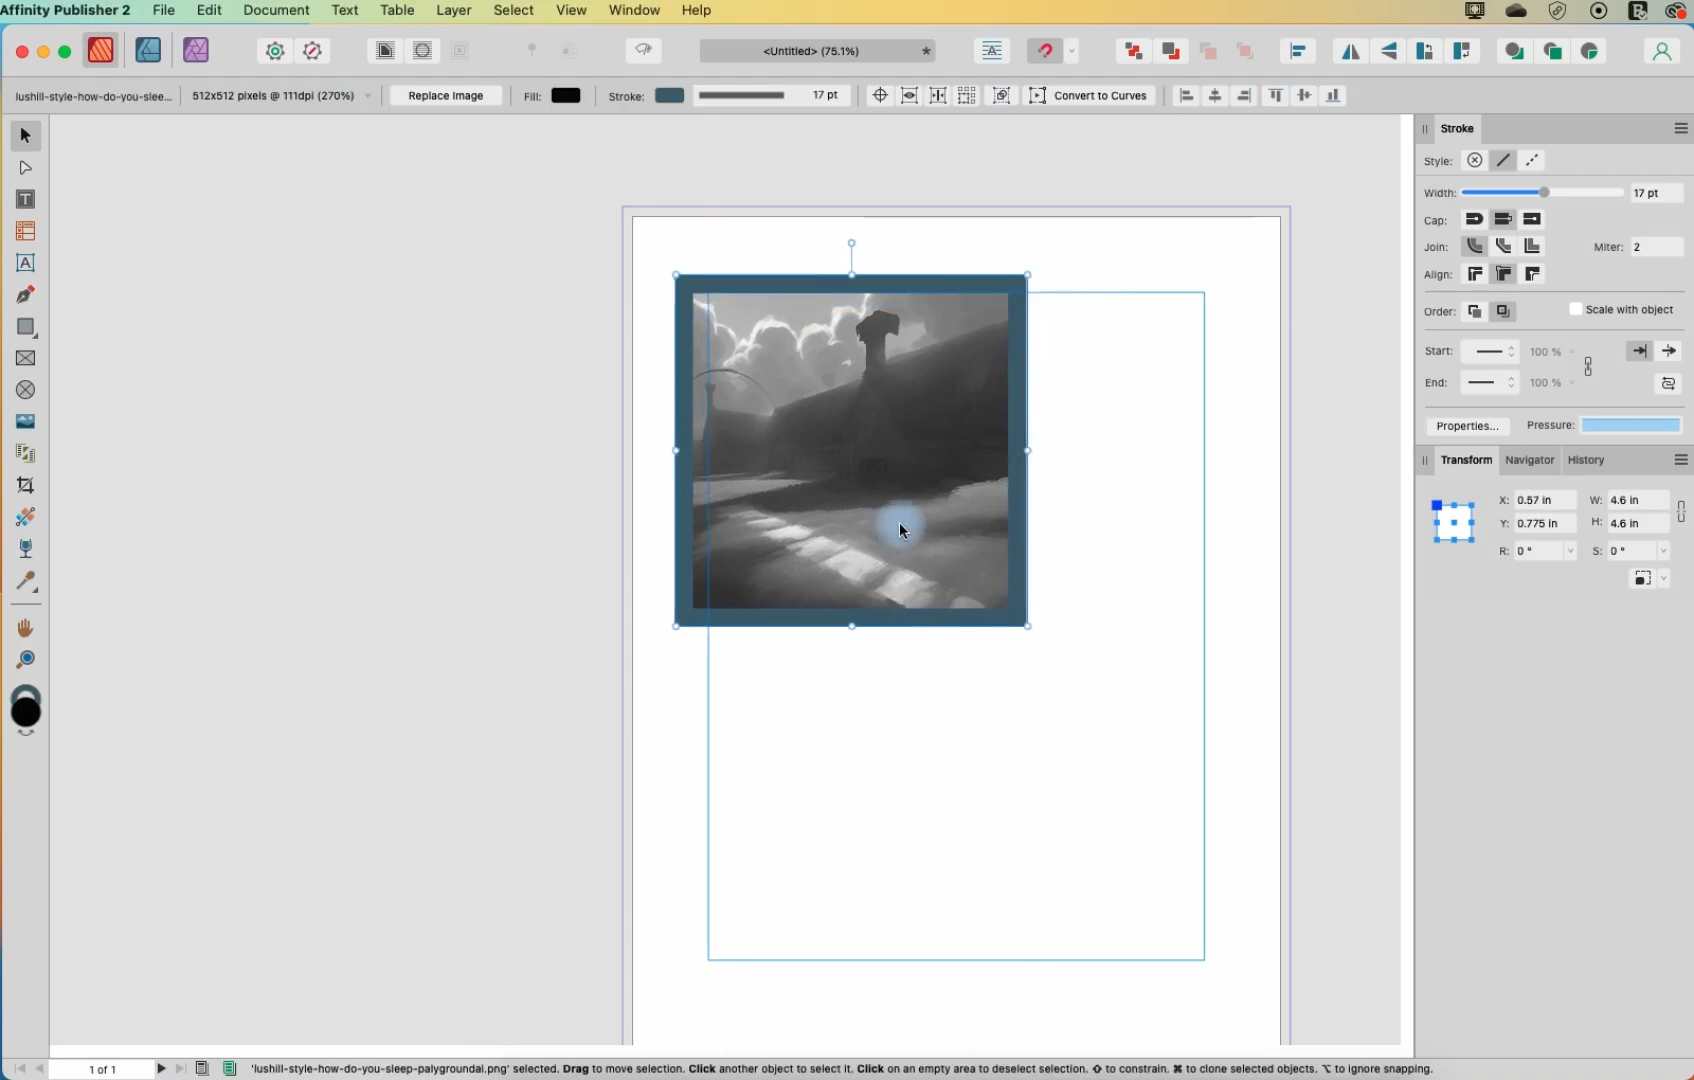 Affinity Publisher 2 File Edit Document Text Table Layer Select View Window Help
<Untitled> (75.1%) *
lushill-style-how-do-you-slee... 512x512 pixels @ 111dpi (270%) Replace Image Fill: Stroke: 17 pt Convert to Curves
Stroke
Style:
Width: 17 pt
Cap:
Join: Miter: 2
Align:
Order: Scale with object
Start: 100 %
End: 100 %
Properties... Pressure:
Transform Navigator History
X: 0.57 in W: 4.6 in
Y: 0.775 in H: 4.6 in
R: 0 ° S: 0 °
1 of 1 'lushill-style-how-do-you-sleep-palygroundai.png' selected. Drag to move selection. Click another object to select it. Click on an empty area to deselect selection. ⇧ to constrain. ⌘ to clone selected objects. ⌥ to ignore snapping.